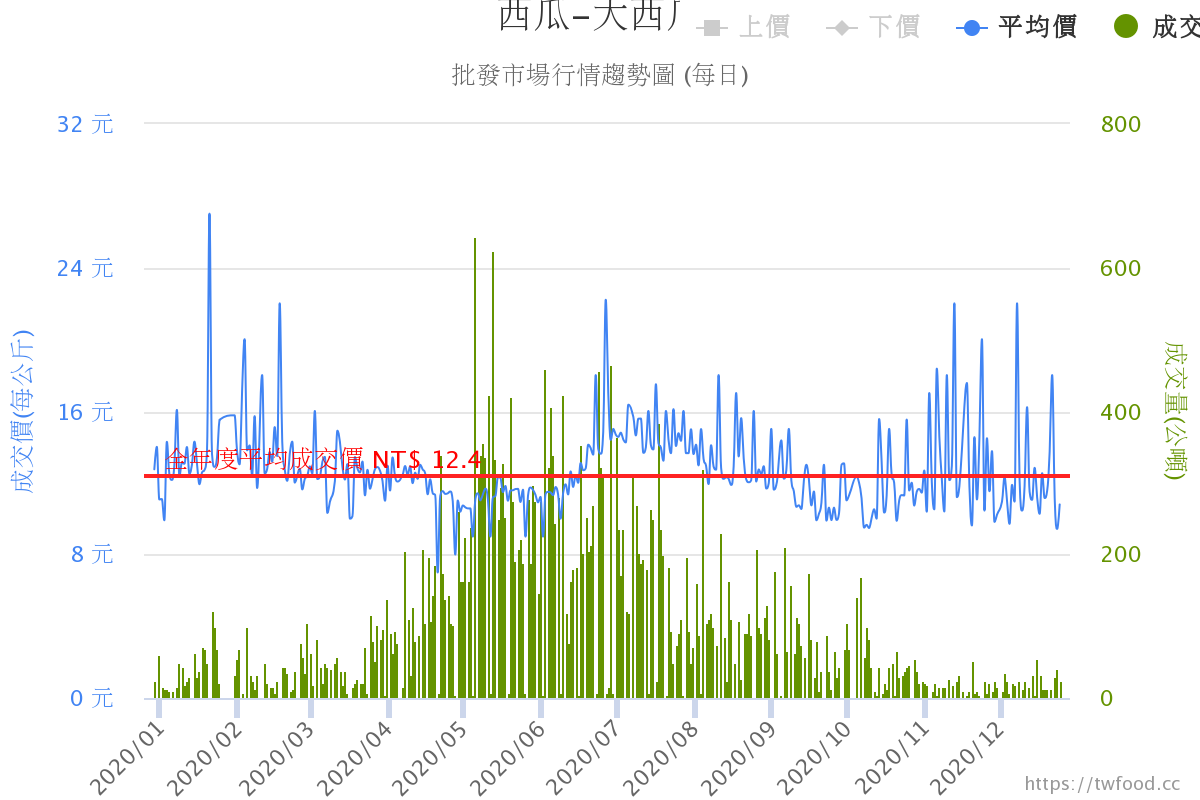 西瓜-大西
上價
下價
平均價
成交
批發市場行情趨勢圖 (每日)
32 元
24 元
16 元
8 元
0 元
800
600
400
200
0
成交價(每公斤)
成交量(公噸)
全年度平均成交價 NT$ 12.4
2020/01
2020/02
2020/03
2020/04
2020/05
2020/06
2020/07
2020/08
2020/09
2020/10
2020/11
2020/12
https://twfood.cc